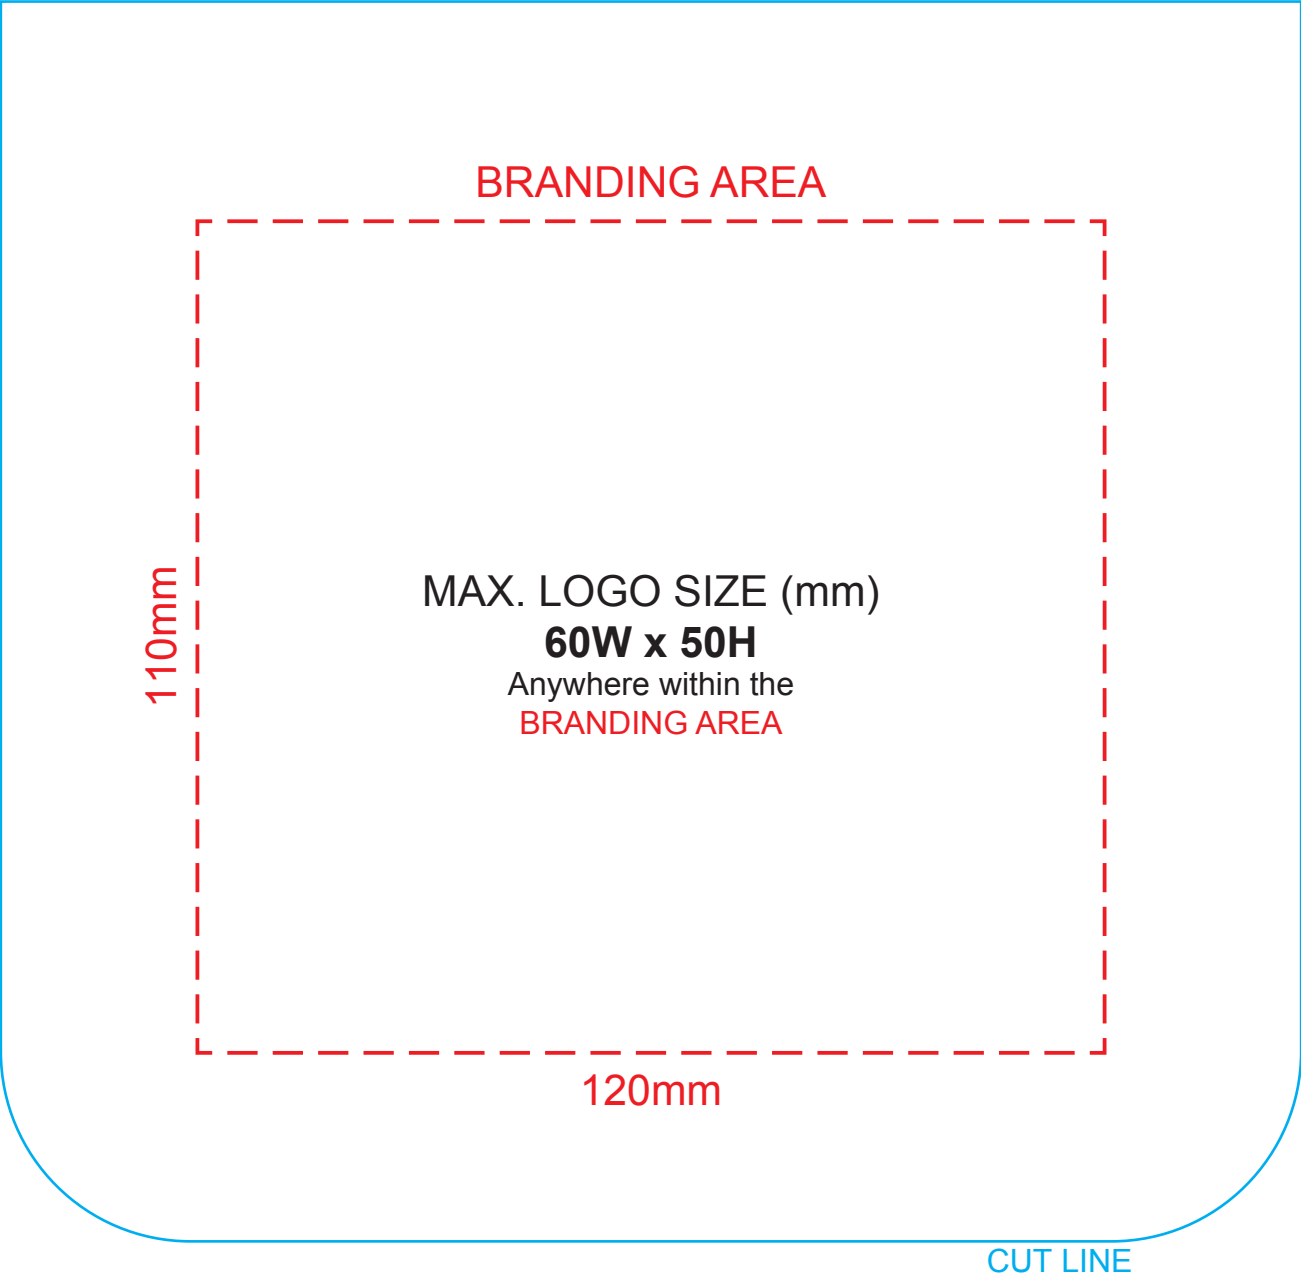 BRANDING AREA
110mm
MAX. LOGO SIZE (mm)
60W x 50H
Anywhere within the
BRANDING AREA
120mm
CUT LINE